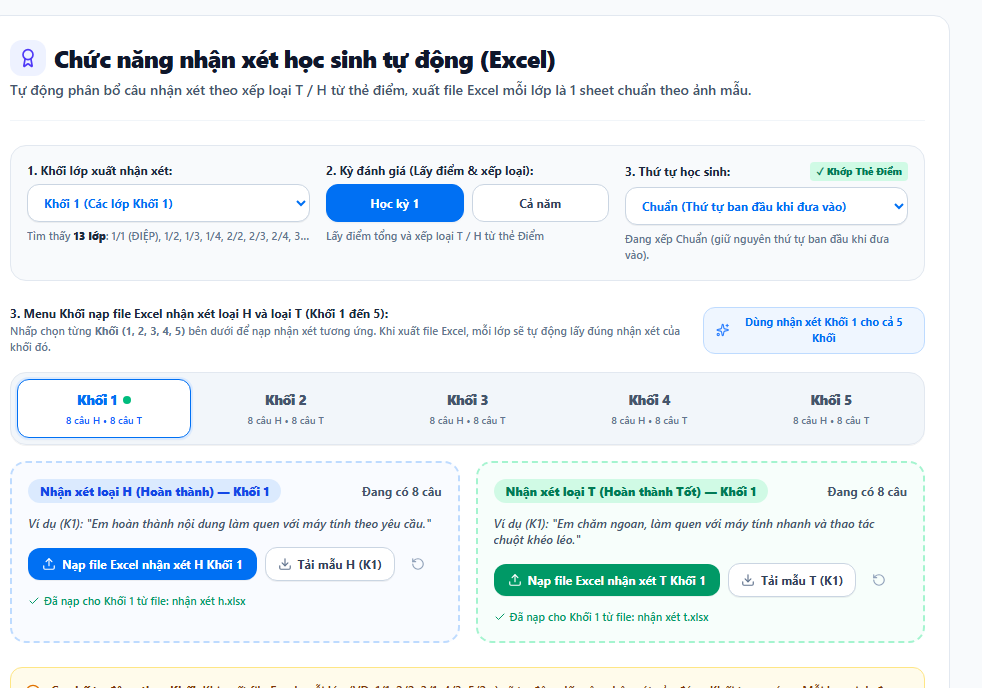 Chức năng nhận xét học sinh tự động (Excel)
Tự động phân bổ câu nhận xét theo xếp loại T / H từ thẻ điểm, xuất file Excel mỗi lớp là 1 sheet chuẩn theo ảnh mẫu.
1. Khối lớp xuất nhận xét:
Khối 1 (Các lớp Khối 1)
Tìm thấy 13 lớp: 1/1 (ĐIỆP), 1/2, 1/3, 1/4, 2/2, 2/3, 2/4, 3...
2. Kỳ đánh giá (Lấy điểm & xếp loại):
Học kỳ 1
Cả năm
Lấy điểm tổng và xếp loại T / H từ thẻ Điểm
3. Thứ tự học sinh:
✓ Khớp Thẻ Điểm
Chuẩn (Thứ tự ban đầu khi đưa vào)
Đang xếp Chuẩn (giữ nguyên thứ tự ban đầu khi đưa
vào).
3. Menu Khối nạp file Excel nhận xét loại H và loại T (Khối 1 đến 5):
Nhấp chọn từng Khối (1, 2, 3, 4, 5) bên dưới để nạp nhận xét tương ứng. Khi xuất file Excel, mỗi lớp sẽ tự động lấy đúng nhận xét của
khối đó.
Dùng nhận xét Khối 1 cho cả 5
Khối
Khối 1
8 câu H • 8 câu T
Khối 2
8 câu H • 8 câu T
Khối 3
8 câu H • 8 câu T
Khối 4
8 câu H • 8 câu T
Khối 5
8 câu H • 8 câu T
Nhận xét loại H (Hoàn thành) — Khối 1
Đang có 8 câu
Ví dụ (K1): "Em hoàn thành nội dung làm quen với máy tính theo yêu cầu."
Nạp file Excel nhận xét H Khối 1
Tải mẫu H (K1)
Đã nạp cho Khối 1 từ file: nhận xét h.xlsx
Nhận xét loại T (Hoàn thành Tốt) — Khối 1
Đang có 8 câu
Ví dụ (K1): "Em chăm ngoan, làm quen với máy tính nhanh và thao tác
chuột khéo léo."
Nạp file Excel nhận xét T Khối 1
Tải mẫu T (K1)
Đã nạp cho Khối 1 từ file: nhận xét t.xlsx